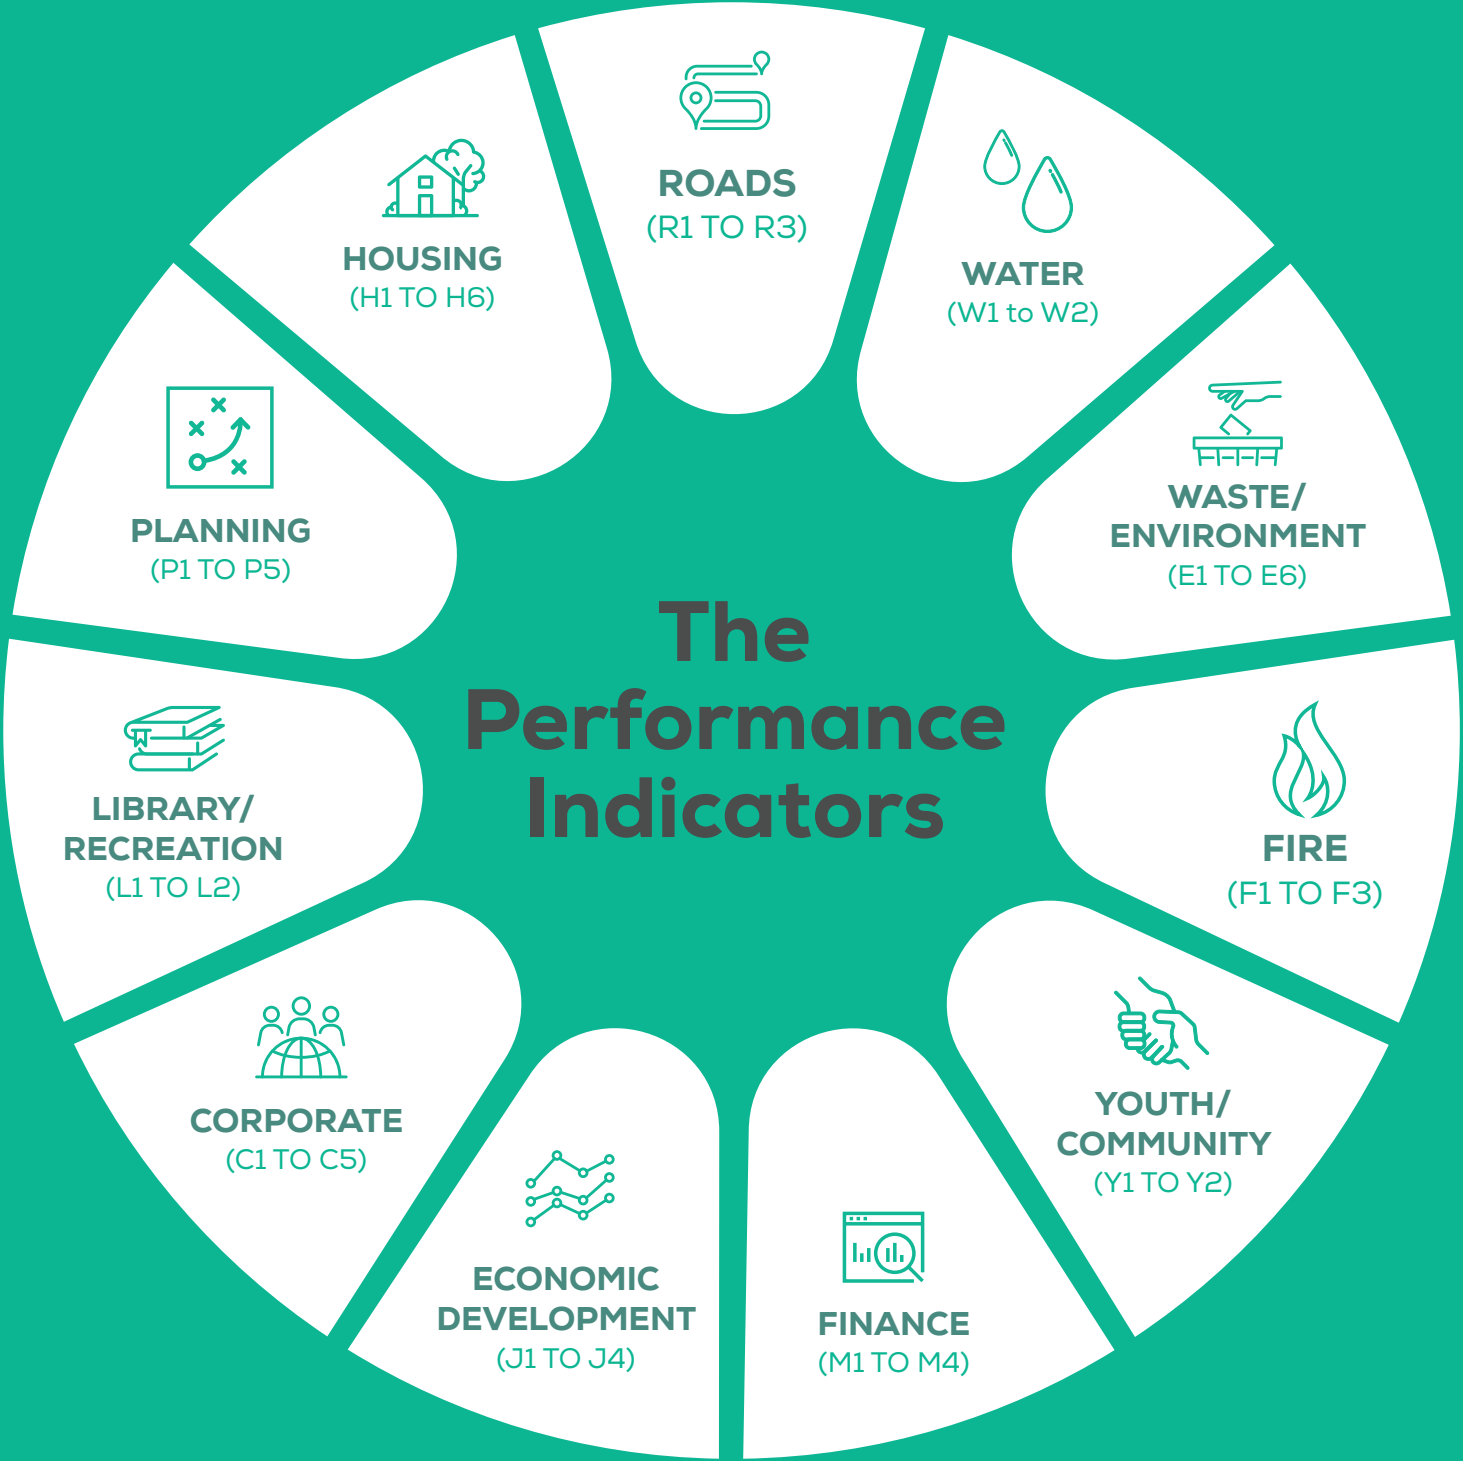 The
Performance
Indicators
ROADS
(R1 TO R3)
WATER
(W1 to W2)
WASTE/
ENVIRONMENT
(E1 TO E6)
FIRE
(F1 TO F3)
YOUTH/
COMMUNITY
(Y1 TO Y2)
FINANCE
(M1 TO M4)
ECONOMIC
DEVELOPMENT
(J1 TO J4)
CORPORATE
(C1 TO C5)
LIBRARY/
RECREATION
(L1 TO L2)
PLANNING
(P1 TO P5)
HOUSING
(H1 TO H6)